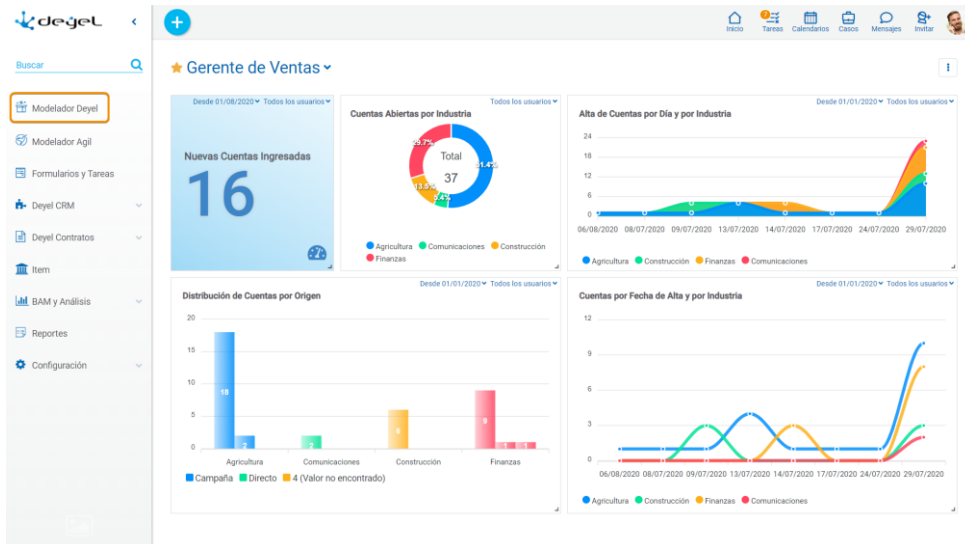 deyel
Buscar
Modelador Deyel
Modelador Agil
Formularios y Tareas
Deyel CRM
Deyel Contratos
Item
BAM y Análisis
Reportes
Configuración
Inicio
7
Tareas
Calendarios
Casos
Mensajes
Invitar
Gerente de Ventas
Desde 01/08/2020 Todos los usuarios
Nuevas Cuentas Ingresadas
16
Todos los usuarios
Cuentas Abiertas por Industria
29.7%
Total
37
51.4%
13.5%
5.4%
Agricultura Comunicaciones Construcción
Finanzas
Desde 01/01/2020 Todos los usuarios
Alta de Cuentas por Día y por Industria
24
18
12
6
0
06/08/2020 08/07/2020 09/07/2020 13/07/2020 14/07/2020 17/07/2020 24/07/2020 29/07/2020
Agricultura Construcción Finanzas Comunicaciones
Desde 01/01/2020 Todos los usuarios
Distribución de Cuentas por Origen
20
15
10
5
0
18
2
2
6
9
1
1
Agricultura Comunicaciones Construcción Finanzas
Campaña Directo 4 (Valor no encontrado)
Desde 01/01/2020 Todos los usuarios
Cuentas por Fecha de Alta y por Industria
12
9
6
3
0
06/08/2020 08/07/2020 09/07/2020 13/07/2020 14/07/2020 17/07/2020 24/07/2020 29/07/2020
Agricultura Construcción Finanzas Comunicaciones